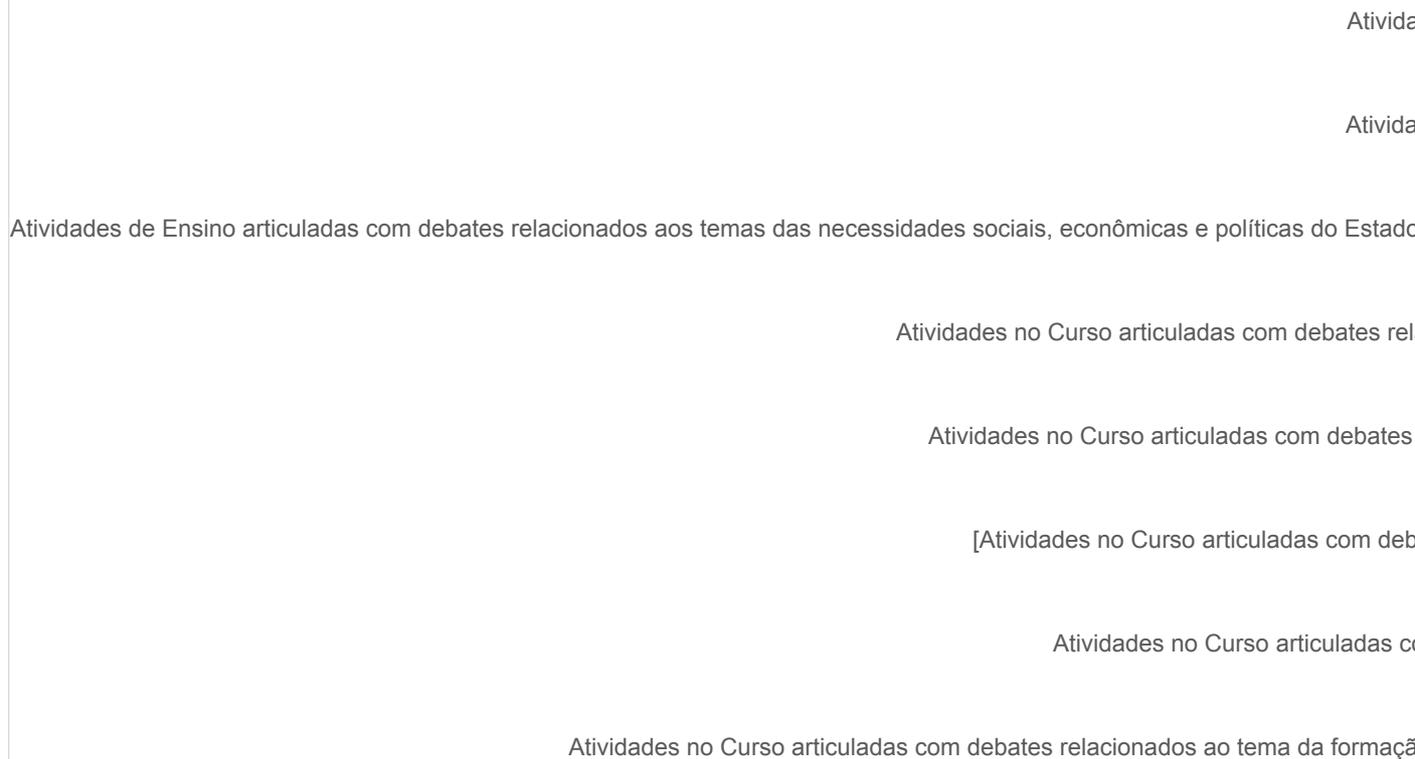 Ativida
Ativida
Atividades de Ensino articuladas com debates relacionados aos temas das necessidades sociais, econômicas e políticas do Estado
Atividades no Curso articuladas com debates rel
Atividades no Curso articuladas com debates
[Atividades no Curso articuladas com deb
Atividades no Curso articuladas co
Atividades no Curso articuladas com debates relacionados ao tema da formaçã